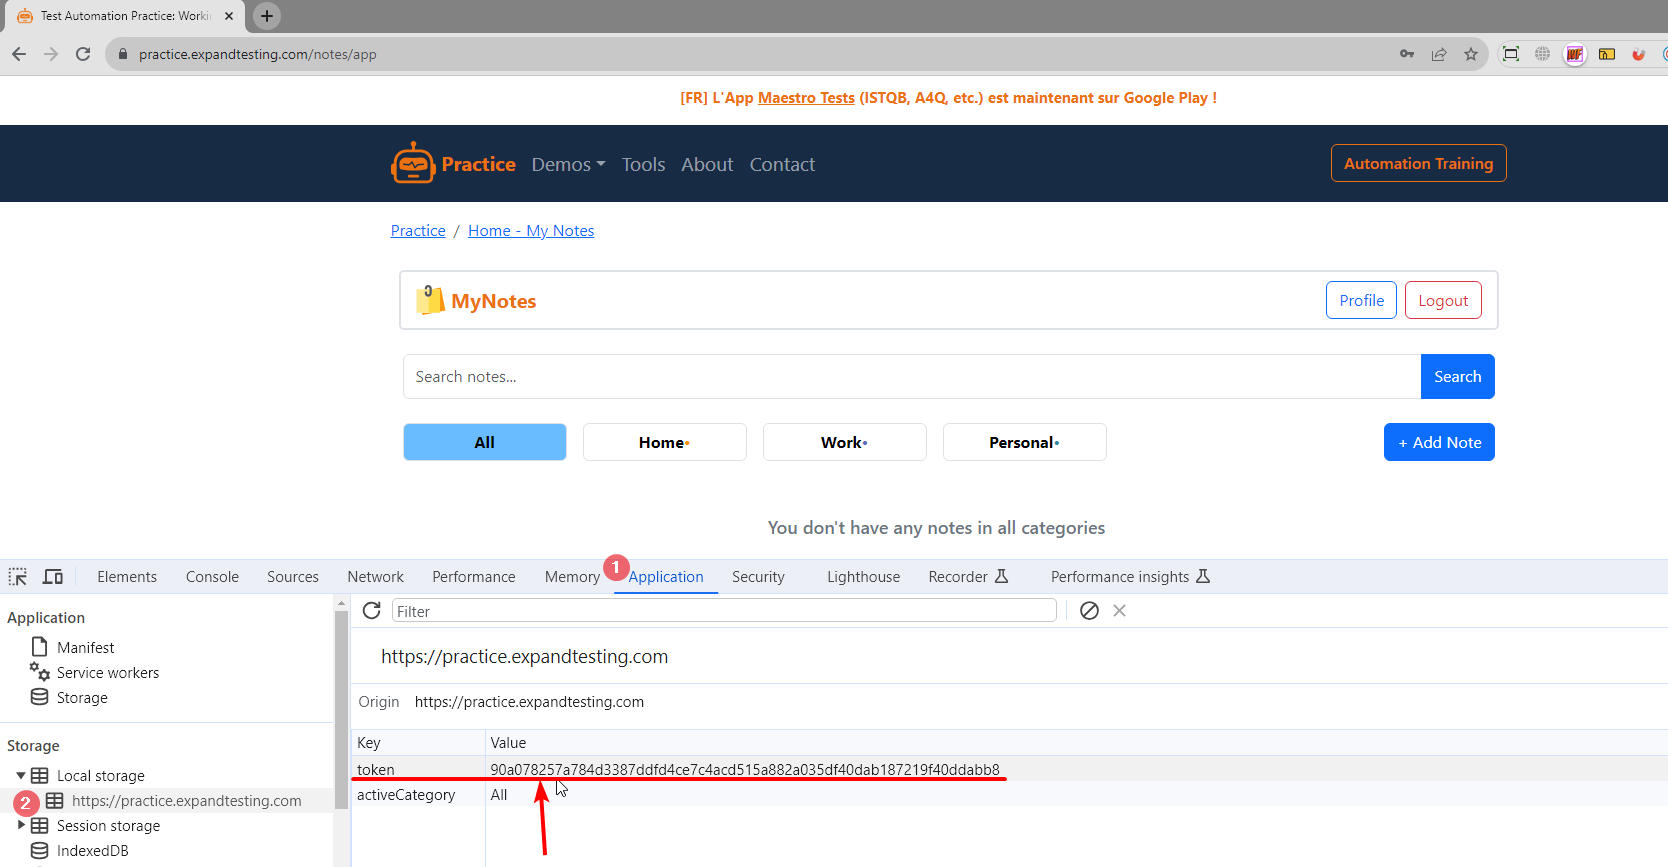 Test Automation Practice: Worki
practice.expandtesting.com/notes/app
[FR] L'App Maestro Tests (ISTQB, A4Q, etc.) est maintenant sur Google Play !
Practice Demos Tools About Contact Automation Training
Practice / Home - My Notes
MyNotes Profile Logout
Search notes... Search
All Home• Work• Personal• + Add Note
You don't have any notes in all categories
Elements Console Sources Network Performance Memory 1 Application Security Lighthouse Recorder Performance insights
Application
Manifest
Service workers
Storage
Storage
Local storage
2 https://practice.expandtesting.com
Session storage
IndexedDB
Filter
https://practice.expandtesting.com
Origin https://practice.expandtesting.com
Key Value
token 90a078257a784d3387ddfd4ce7c4acd515a882a035df40dab187219f40ddabb8
activeCategory All